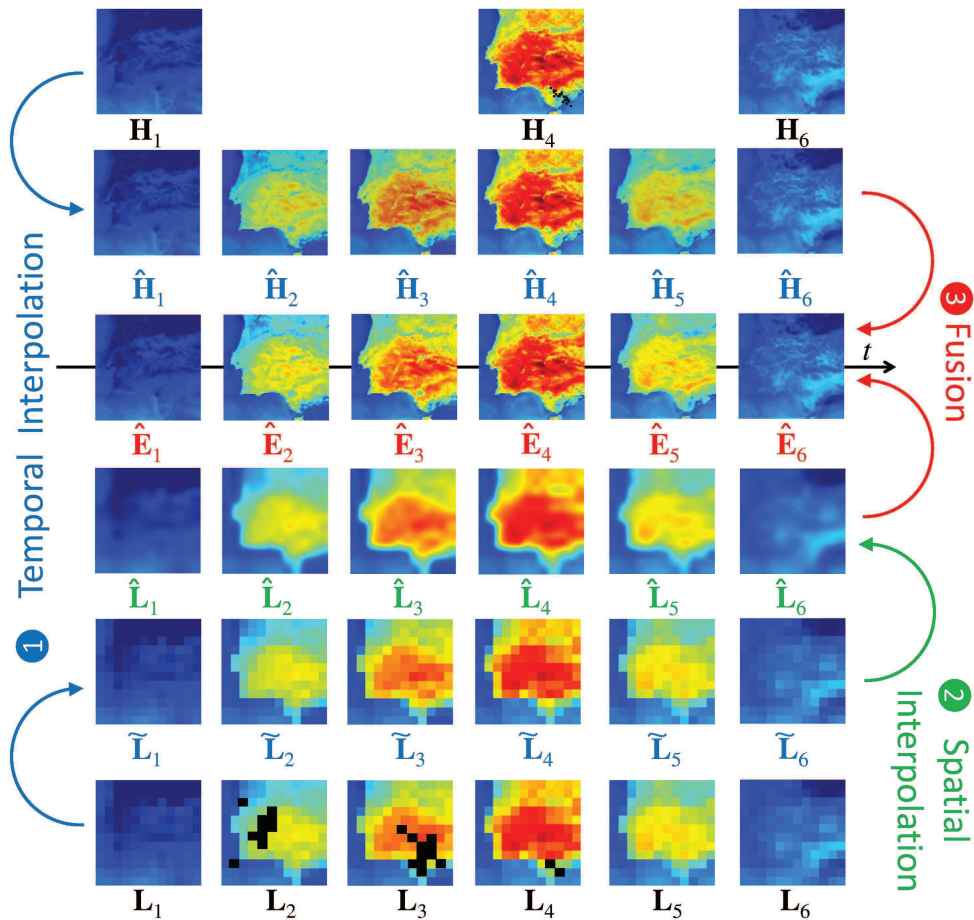 H₁ H₄ H₆
Ĥ₁ Ĥ₂ Ĥ₃ Ĥ₄ Ĥ₅ Ĥ₆
t
Ê₁ Ê₂ Ê₃ Ê₄ Ê₅ Ê₆
L̂₁ L̂₂ L̂₃ L̂₄ L̂₅ L̂₆
L̃₁ L̃₂ L̃₃ L̃₄ L̃₅ L̃₆
L₁ L₂ L₃ L₄ L₅ L₆
1 Temporal Interpolation
2 Spatial
Interpolation
3 Fusion